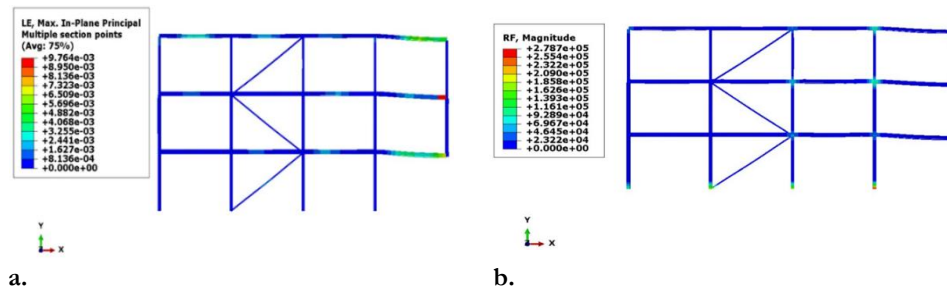 LE, Max. In-Plane Principal
Multiple section points
(Avg: 75%)
+9.764e-03
+8.950e-03
+8.136e-03
+7.323e-03
+6.509e-03
+5.696e-03
+4.882e-03
+4.068e-03
+3.255e-03
+2.441e-03
+1.627e-03
+8.136e-04
+0.000e+00
Y
X
a.
RF, Magnitude
+2.787e+05
+2.554e+05
+2.322e+05
+2.090e+05
+1.858e+05
+1.626e+05
+1.393e+05
+1.161e+05
+9.289e+04
+6.967e+04
+4.645e+04
+2.322e+04
+0.000e+00
Y
X
b.